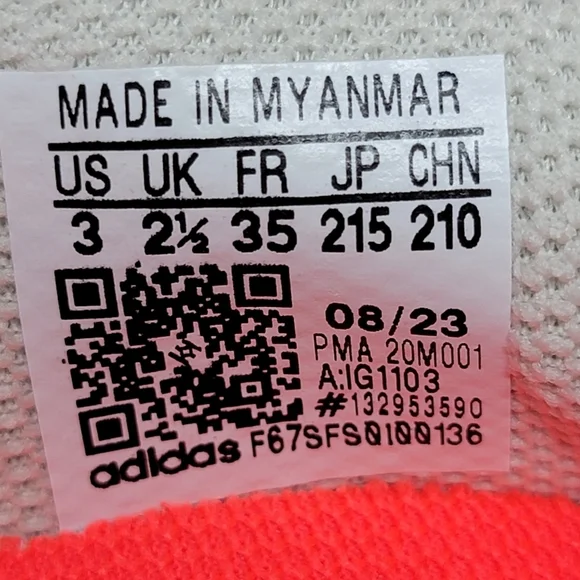 MADE IN MYANMAR
US UK FR JP CHN
3 2½ 35 215 210
08/23
PMA 20M001
A:IG1103
#132953590
adidas F67SFS0I00136